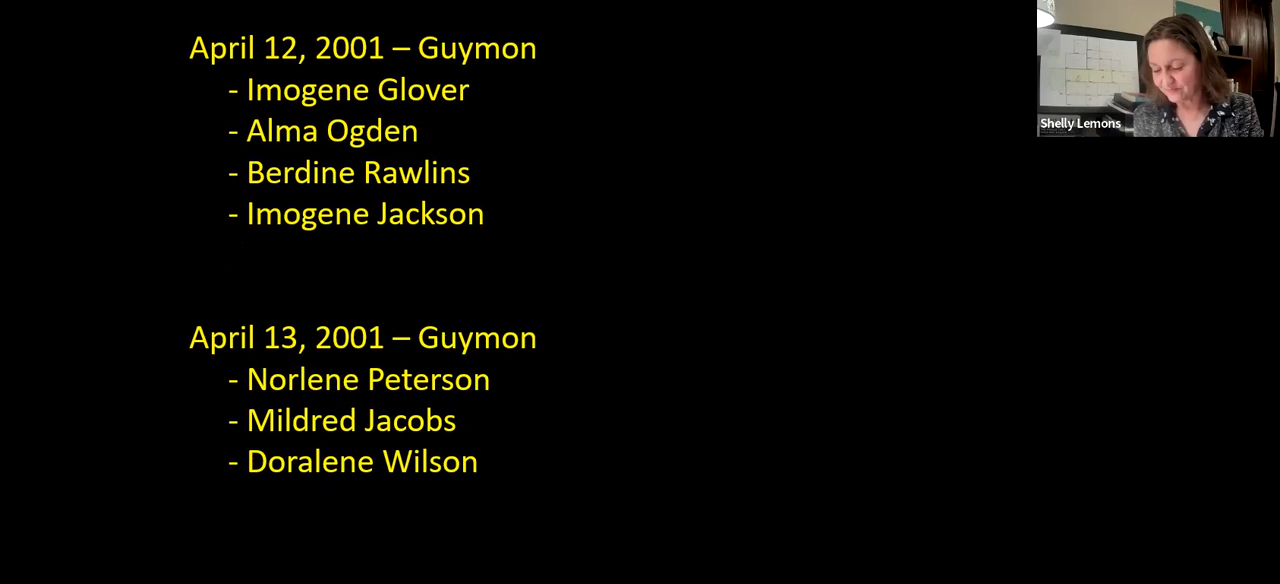 April 12, 2001 – Guymon
- Imogene Glover
- Alma Ogden
- Berdine Rawlins
- Imogene Jackson
April 13, 2001 – Guymon
- Norlene Peterson
- Mildred Jacobs
- Doralene Wilson
Shelly Lemons